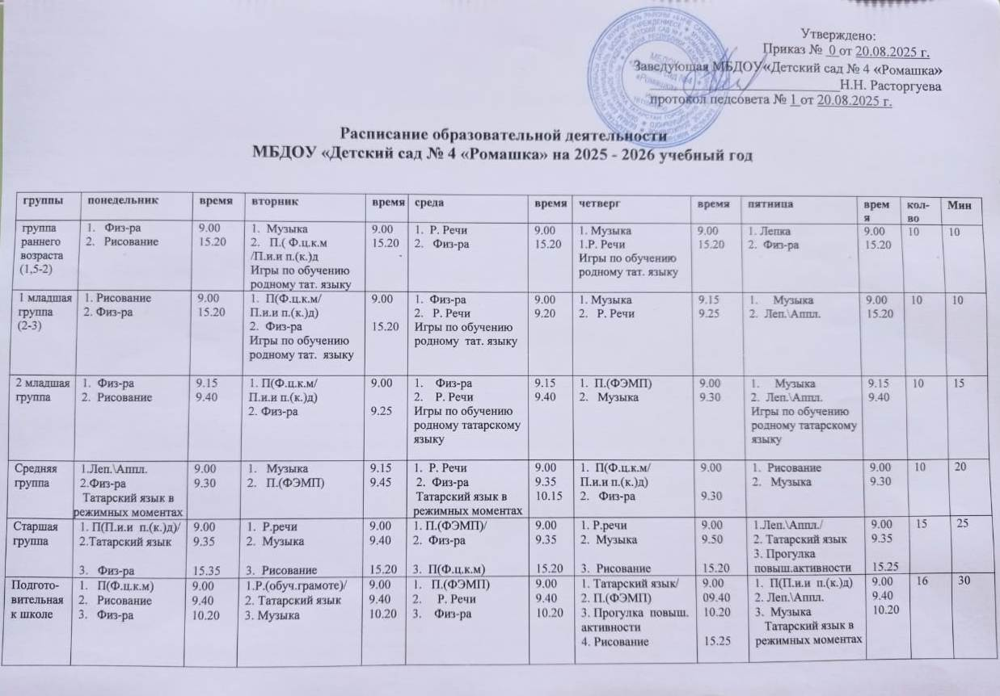 Утверждено:
Приказ № 0 от 20.08.2025 г.
Заведующая МБДОУ«Детский сад № 4 «Ромашка»
Н.Н. Расторгуева
протокол педсовета № 1 от 20.08.2025 г.
Расписание образовательной деятельности
МБДОУ «Детский сад № 4 «Ромашка» на 2025 - 2026 учебный год
группы понедельник время вторник время среда время четверг время пятница врем кол- Мин
я во
группа 1. Физ-ра 9.00 1. Музыка 9.00 1. Р. Речи 9.00 1. Музыка 9.00 1. Лепка 9.00 10 10
раннего 2. Рисование 15.20 2. П.( Ф.ц.к.м 15.20 2. Физ-ра 15.20 1.Р. Речи 15.20 2. Физ-ра 15.20
возраста /П.и.и п.(к.)д Игры по обучению
(1,5-2) Игры по обучению родному тат. языку
родному тат. языку
1 младшая 1. Рисование 9.00 1. П(Ф.ц.к.м/ 9.00 1. Физ-ра 9.00 1. Музыка 9.15 1. Музыка 9.00 10 10
группа 2. Физ-ра 15.20 П.и.и п.(к.)д) 2. Р. Речи 9.20 2. Р. Речи 9.25 2. Леп.\Аппл. 15.20
(2-3) 2. Физ-ра 15.20 Игры по обучению
Игры по обучению родному тат. языку
родному тат. языку
2 младшая 1. Физ-ра 9.15 1. П(Ф.ц.к.м/ 9.00 1. Физ-ра 9.15 1. П.(ФЭМП) 9.00 1. Музыка 9.15 10 15
группа 2. Рисование 9.40 П.и.и п.(к.)д) 2. Р. Речи 9.40 2. Музыка 9.30 2. Леп.\Аппл. 9.40
2. Физ-ра 9.25 Игры по обучению Игры по обучению
родному татарскому родному татарскому
языку языку
Средняя 1.Леп.\Аппл. 9.00 1. Музыка 9.15 1. Р. Речи 9.00 1. П(Ф.ц.к.м/ 9.00 1. Рисование 9.00 10 20
группа 2.Физ-ра 9.30 2. П.(ФЭМП) 9.45 2. Физ-ра 9.35 П.и.и п.(к.)д) 2. Музыка 9.30
Татарский язык в Татарский язык в 10.15 2. Физ-ра 9.30
режимных моментах режимных моментах
Старшая 1. П(П.и.и п.(к.)д)/ 9.00 1. Р.речи 9.00 1. П.(ФЭМП)/ 9.00 1. Р.речи 9.00 1.Леп.\Аппл./ 9.00 15 25
группа 2.Татарский язык 9.35 2. Музыка 9.40 2. Физ-ра 9.35 2. Музыка 9.50 2. Татарский язык 9.35
3. Прогулка
3. Физ-ра 15.35 3. Рисование 15.20 3. П(Ф.ц.к.м) 15.20 3. Рисование 15.20 повыш.активности 15.25
Подгото- 1. П(Ф.ц.к.м) 9.00 1.Р.(обуч.грамоте)/ 9.00 1. П.(ФЭМП) 9.00 1. Татарский язык/ 9.00 1. П(П.и.и п.(к.)д) 9.00 16 30
вительная 2. Рисование 9.40 2. Татарский язык 9.40 2. Р. Речи 9.40 2. П.(ФЭМП) 09.40 2. Леп.\Аппл. 9.40
к школе 3. Физ-ра 10.20 3. Музыка 10.20 3. Физ-ра 10.20 3. Прогулка повыш. 10.20 3. Музыка 10.20
активности Татарский язык в
4. Рисование 15.25 режимных моментах